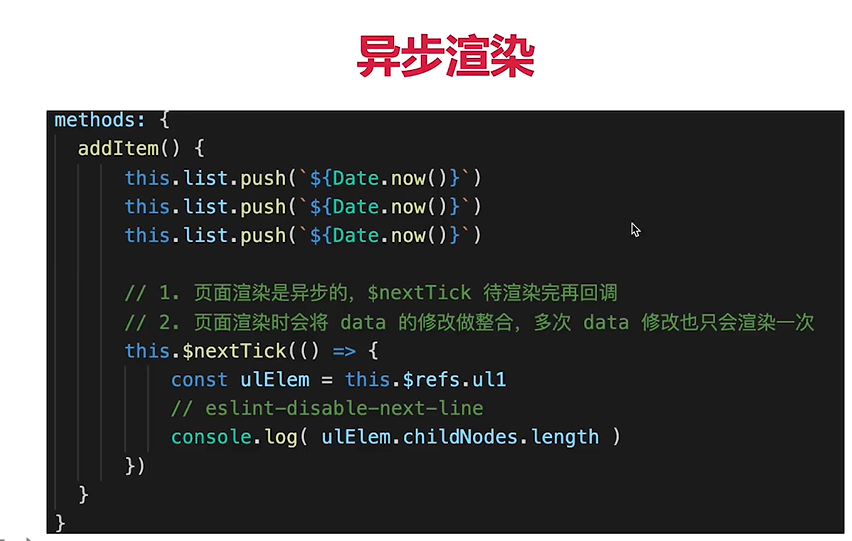 异步渲染
methods: {
addItem() {
this.list.push(`${Date.now()}`)
this.list.push(`${Date.now()}`)
this.list.push(`${Date.now()}`)
// 1. 页面渲染是异步的，$nextTick 待渲染完再回调
// 2. 页面渲染时会将 data 的修改做整合，多次 data 修改也只会渲染一次
this.$nextTick(() => {
const ulElem = this.$refs.ul1
// eslint-disable-next-line
console.log( ulElem.childNodes.length )
})
}
}